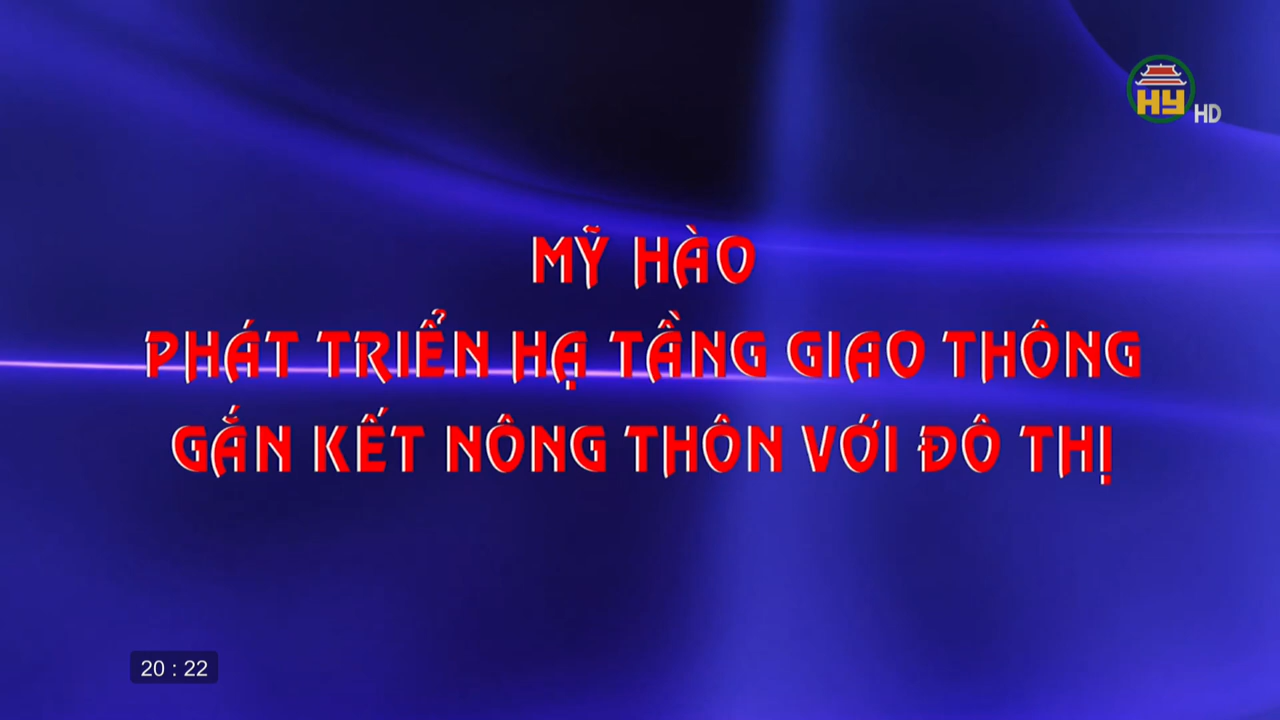 HY HD
MỸ HÀO
PHÁT TRIỂN HẠ TẦNG GIAO THÔNG
GẮN KẾT NÔNG THÔN VỚI ĐÔ THỊ
20 : 22